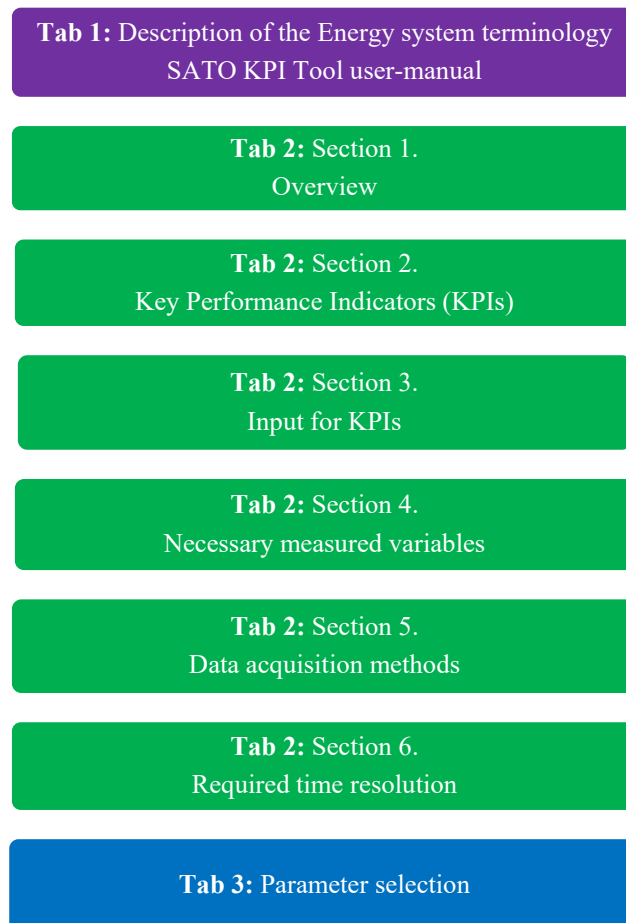 Tab 1: Description of the Energy system terminology
SATO KPI Tool user-manual
Tab 2: Section 1.
Overview
Tab 2: Section 2.
Key Performance Indicators (KPIs)
Tab 2: Section 3.
Input for KPIs
Tab 2: Section 4.
Necessary measured variables
Tab 2: Section 5.
Data acquisition methods
Tab 2: Section 6.
Required time resolution
Tab 3: Parameter selection